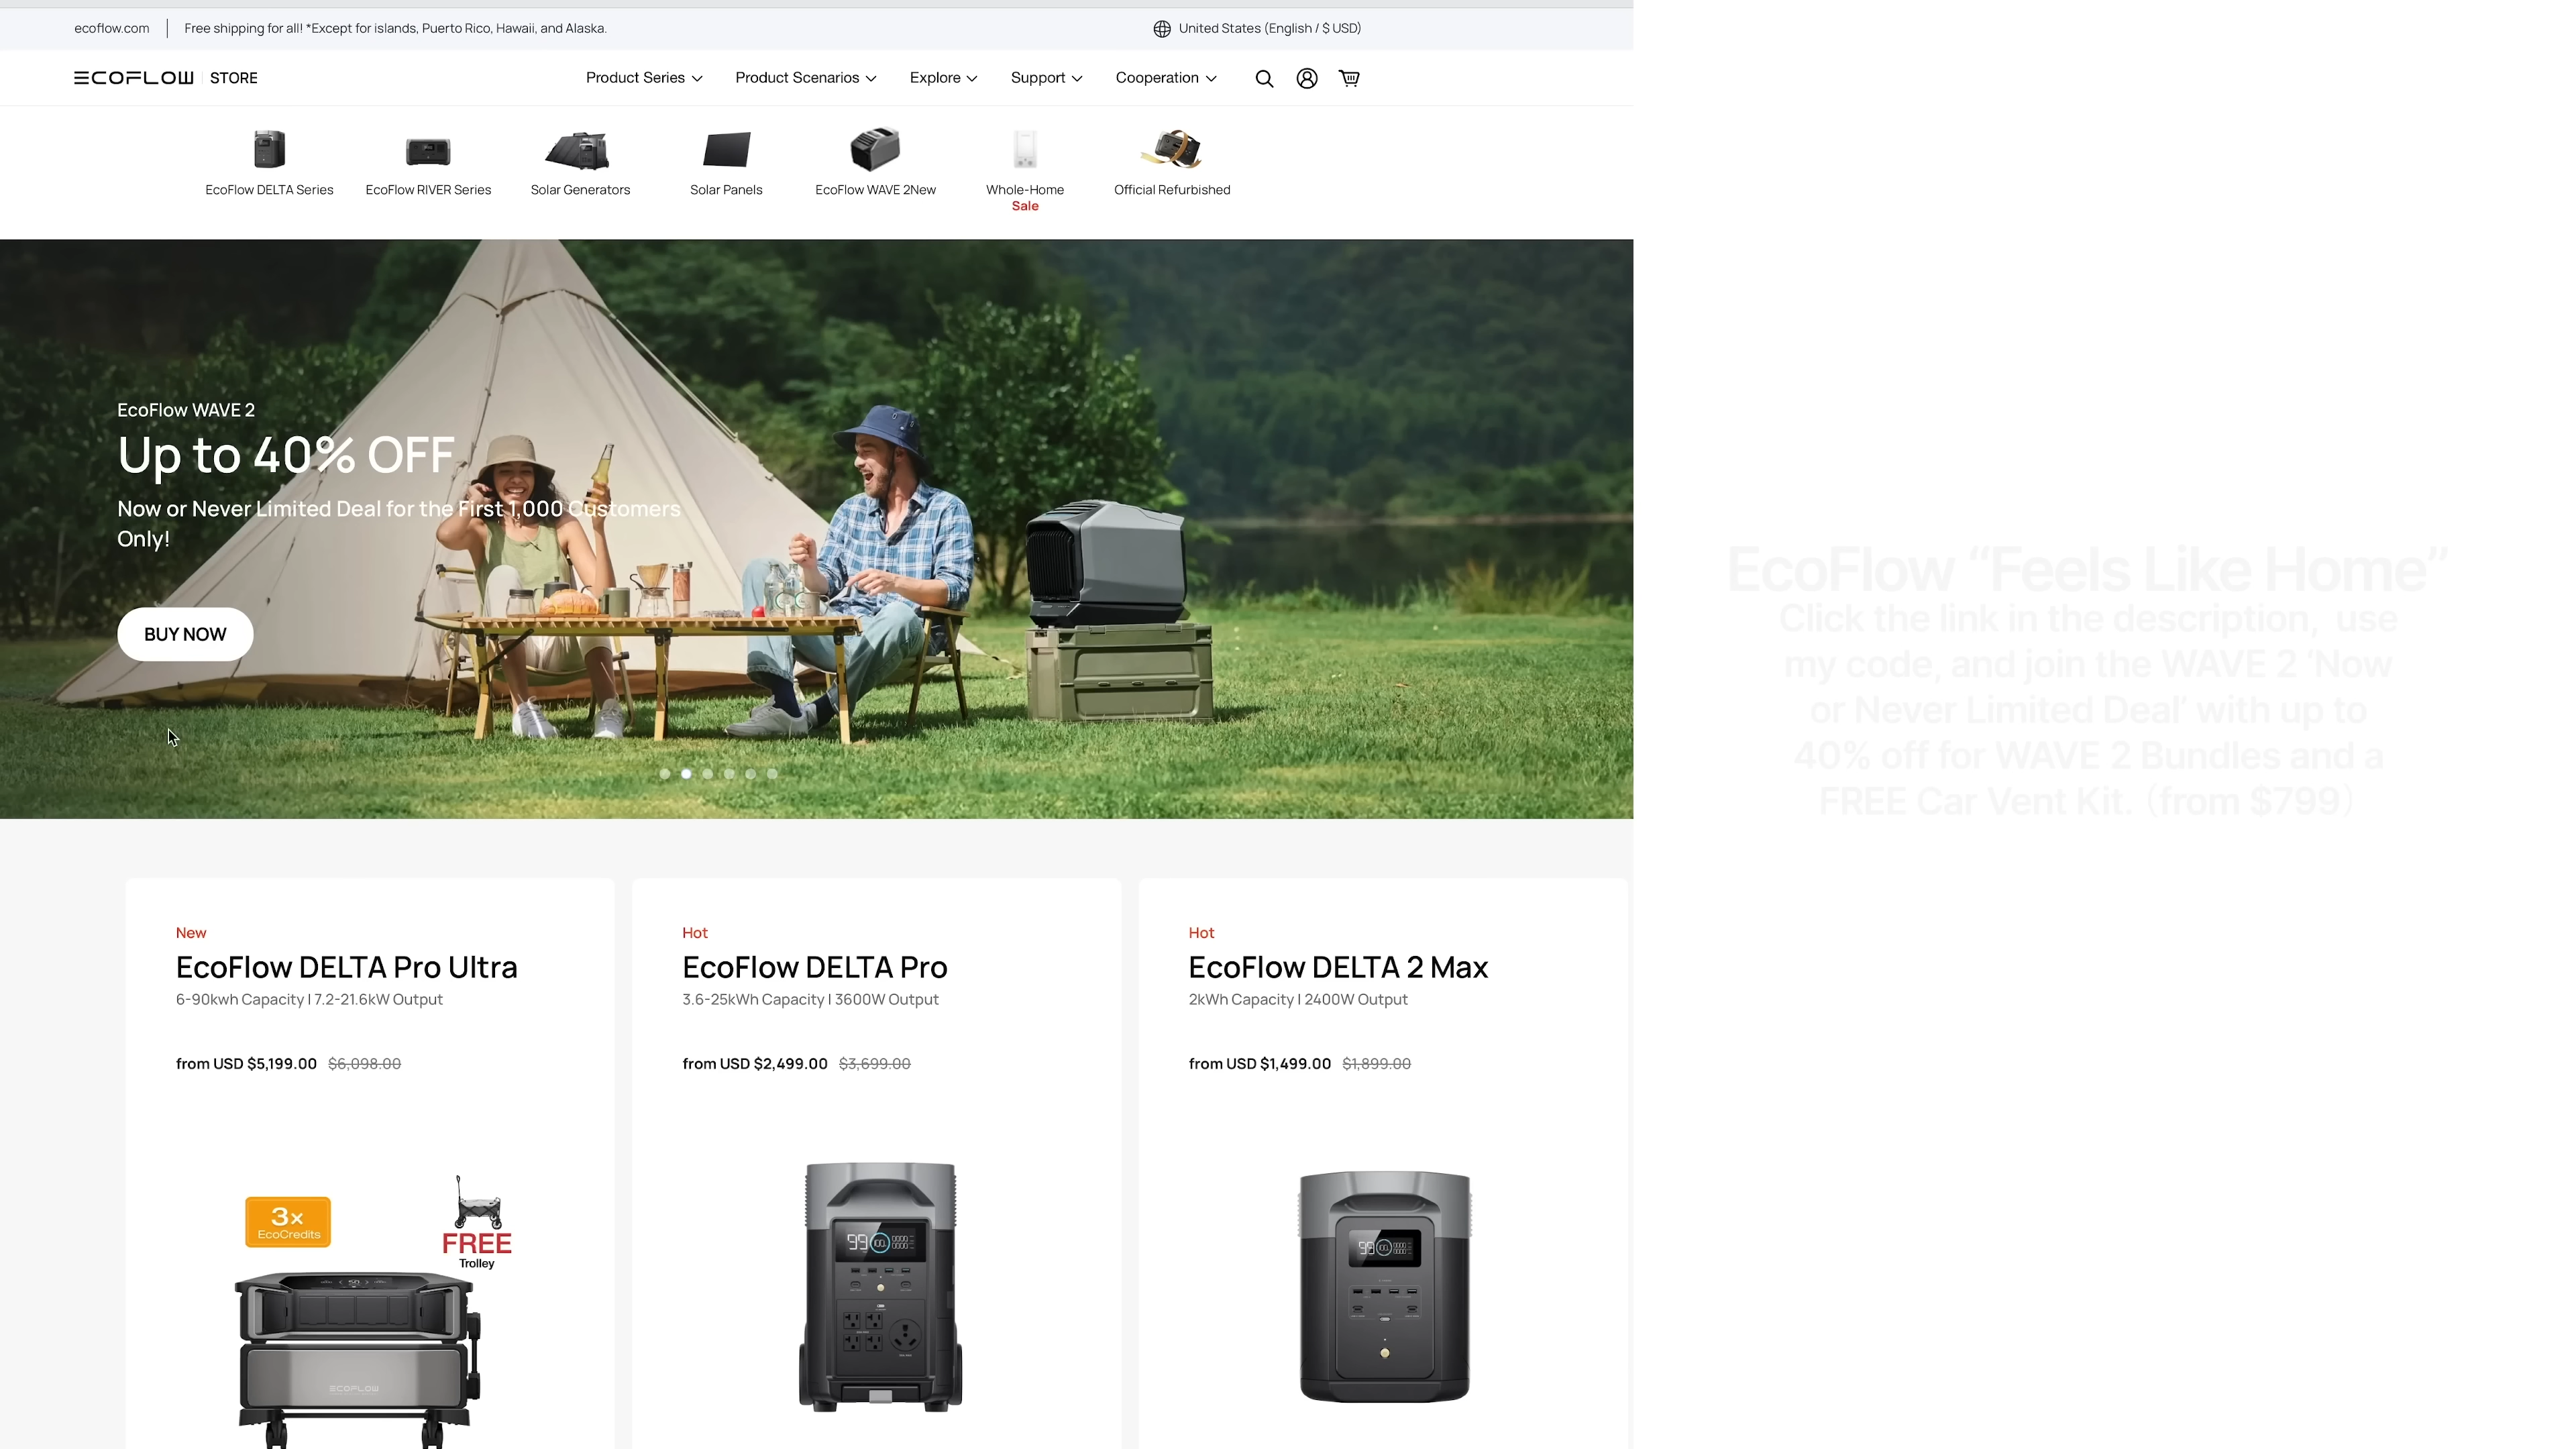 ecoflow.com
Free shipping for all! *Except for islands, Puerto Rico, Hawaii, and Alaska.
United States (English / $ USD)
ECOFLOW STORE
Product Series
Product Scenarios
Explore
Support
Cooperation
EcoFlow DELTA Series
EcoFlow RIVER Series
Solar Generators
Solar Panels
EcoFlow WAVE 2New
Whole-Home
Sale
Official Refurbished
EcoFlow WAVE 2
Up to 40% OFF
Now or Never Limited Deal for the First 1,000 Customers
Only!
BUY NOW
EcoFlow “Feels Like Home”
Click the link in the description, use
my code, and join the WAVE 2 'Now
or Never Limited Deal' with up to
40% off for WAVE 2 Bundles and a
FREE Car Vent Kit. (from $799)
New
EcoFlow DELTA Pro Ultra
6-90kwh Capacity | 7.2-21.6kW Output
from USD $5,199.00 $6,098.00
3x
EcoCredits
FREE
Trolley
ECOFLOW
Hot
EcoFlow DELTA Pro
3.6-25kWh Capacity | 3600W Output
from USD $2,499.00 $3,699.00
99 100
Hot
EcoFlow DELTA 2 Max
2kWh Capacity | 2400W Output
from USD $1,499.00 $1,899.00
99 100